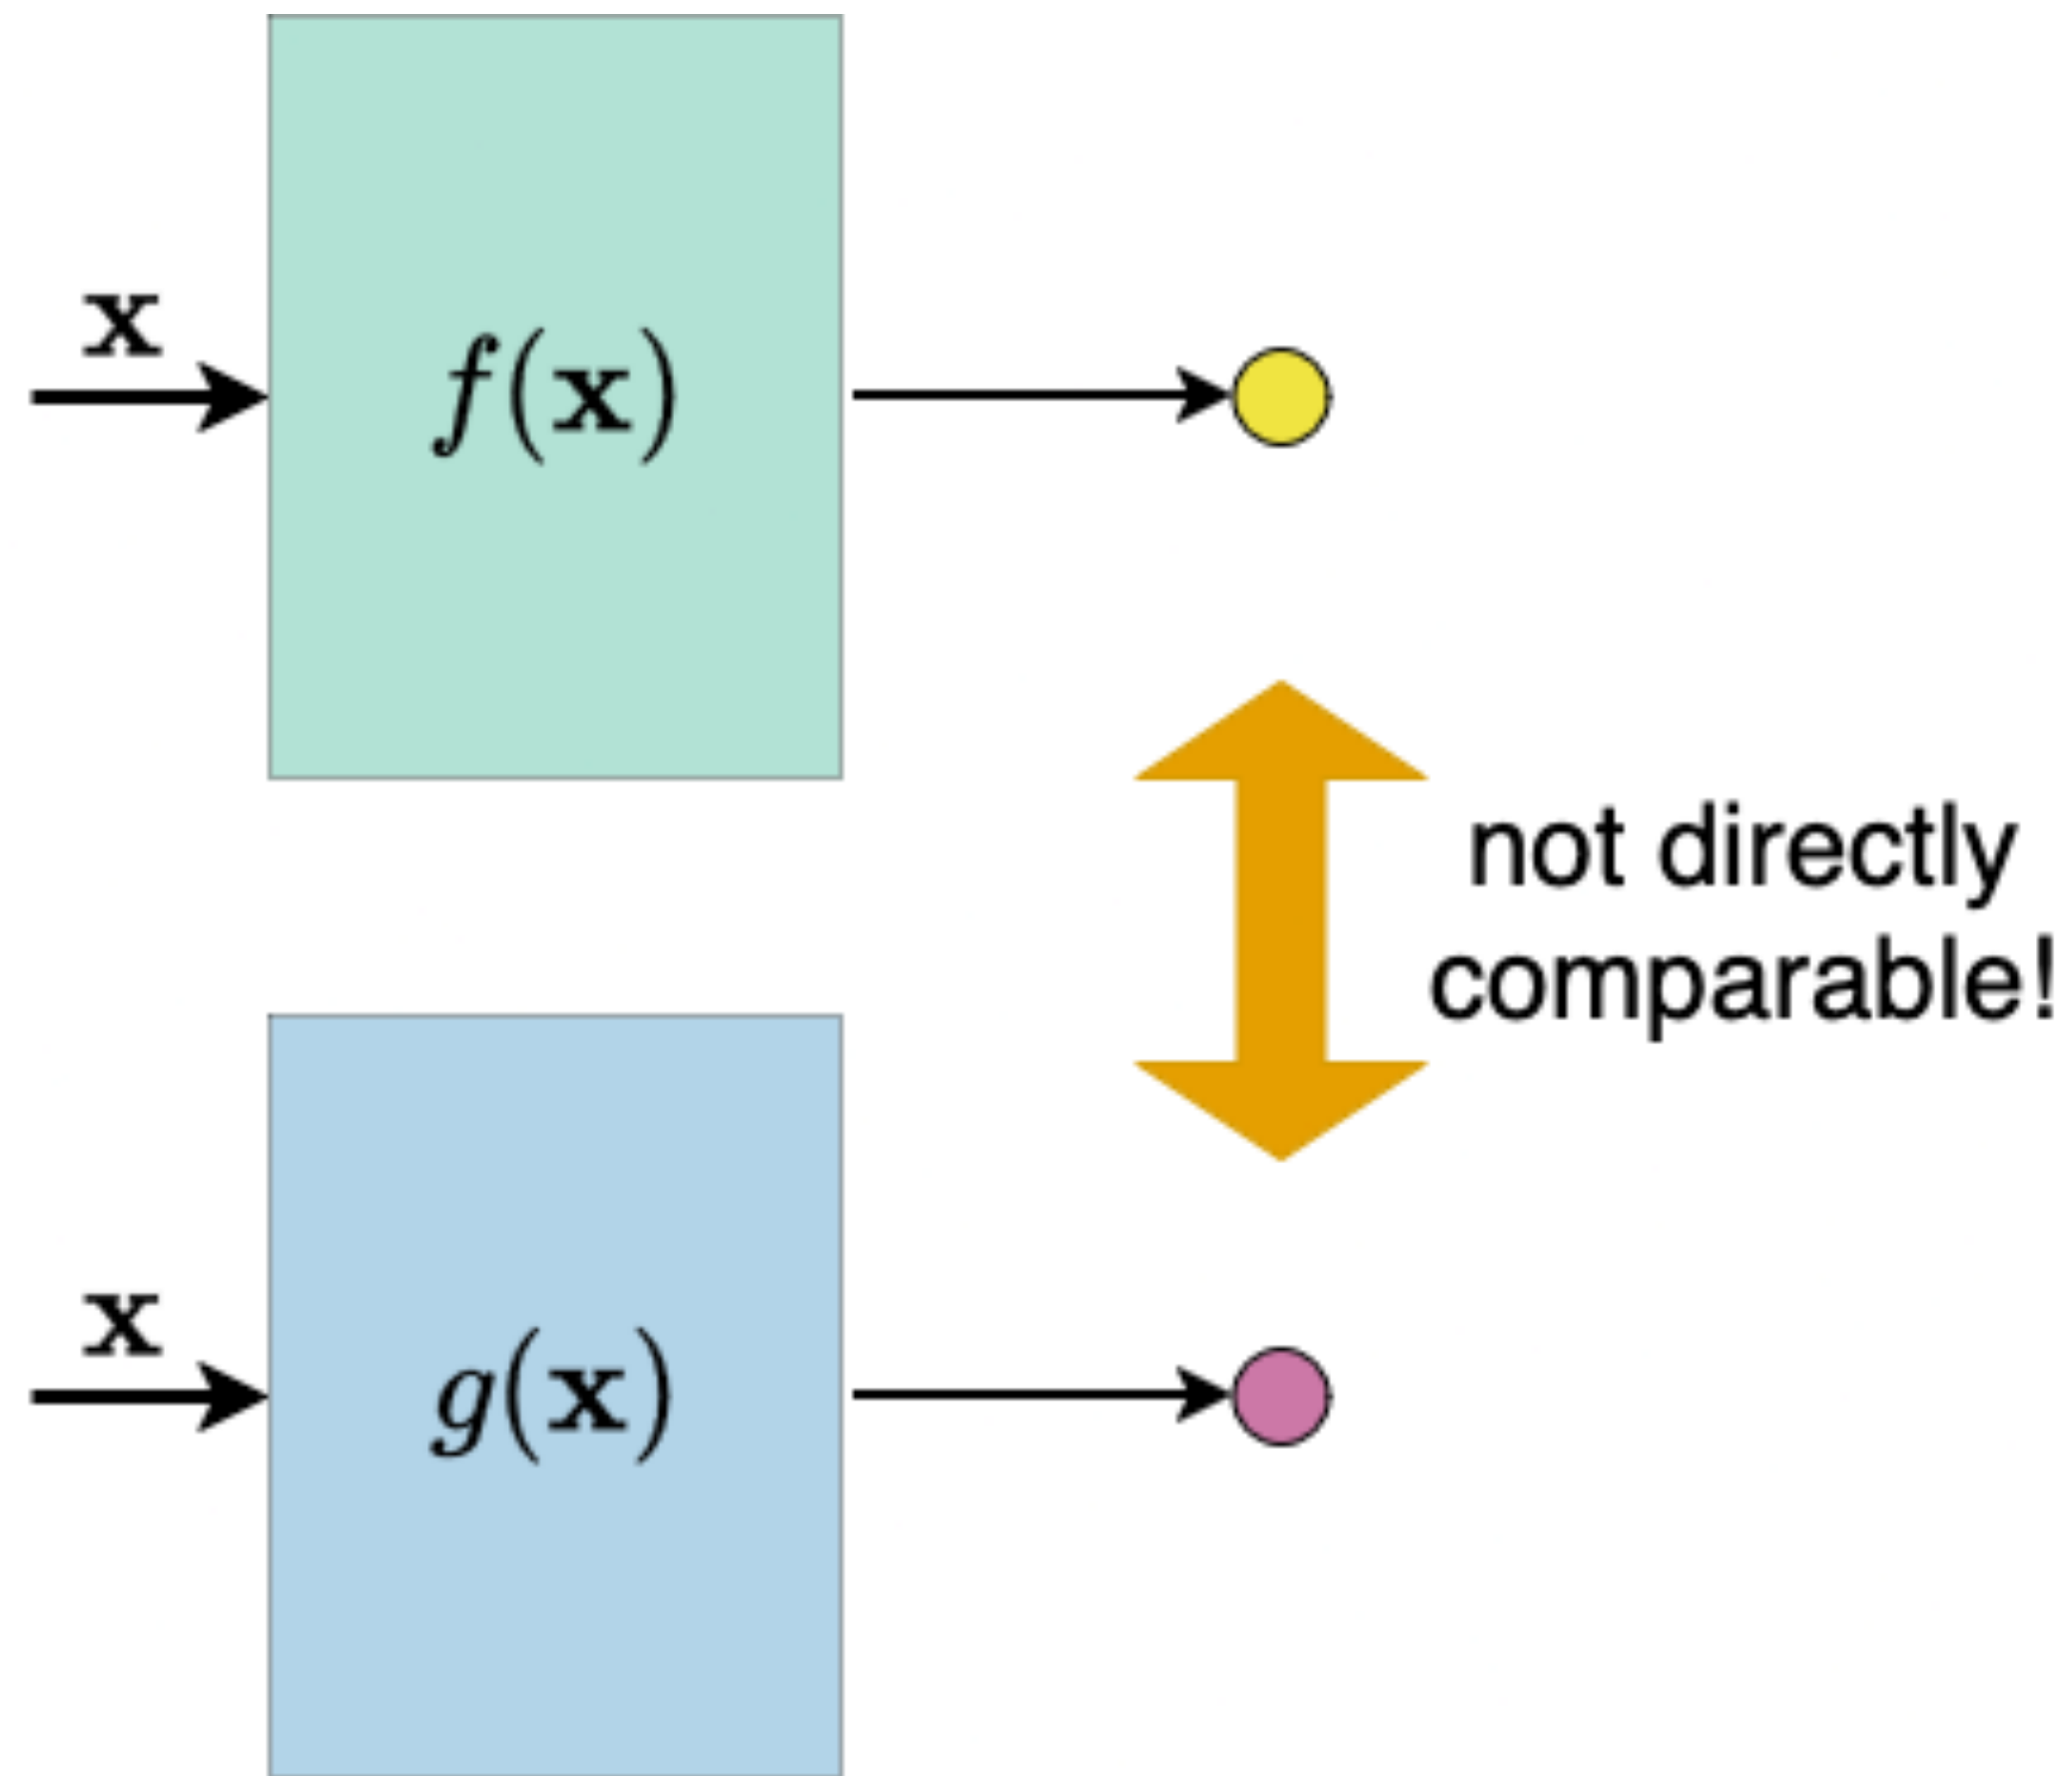 x
f(x)
not directly
comparable!
x
g(x)